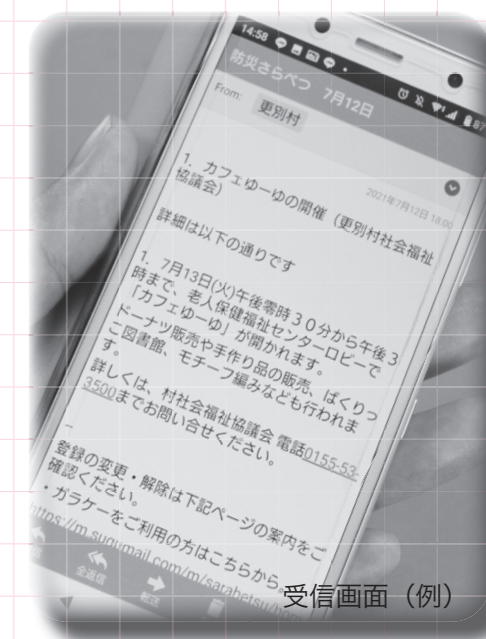 14:58
87
防災さらべつ 7月12日
From: 更別村
2021年7月12日 18:00
1. カフェゆーゆの開催(更別村社会福祉
協議会)
詳細は以下の通りです
1. 7月13日(火)午後零時30分から午後3
時まで、老人保健福祉センターロビーで
「カフェゆーゆ」が開かれます。
ドーナツ販売や手作り品の販売、ばくりっ
こ図書館、モチーフ編みなども行われま
す。
詳しくは、村社会福祉協議会 電話0155-53-
3500までお問い合せください。
--
登録の変更・解除は下記ページの案内をご
確認ください。
・ガラケーをご利用の方はこちらから。
https://m.sugumail.com/m/sarabetsu/hom
全返信
転送
受信画面(例)